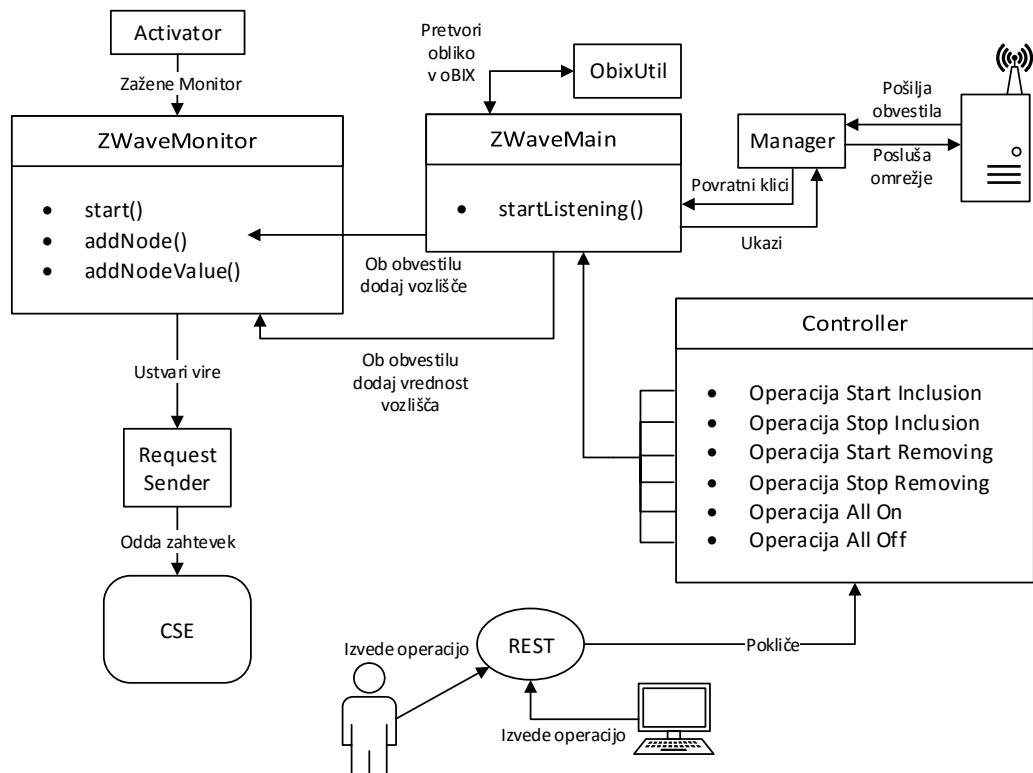 Activator
Zažene Monitor
ZWaveMonitor
• start()
• addNode()
• addNodeValue()
Pretvori
obliko
v oBIX
ObixUtil
ZWaveMain
• startListening()
Manager
Pošilja
obvestila
Posluša
omrežje
Povratni klici
Ukazi
Ob obvestilu
dodaj vozlišče
Ob obvestilu
dodaj vrednost
vozlišča
Ustvari vire
Request
Sender
Odda zahtevek
CSE
Controller
• Operacija Start Inclusion
• Operacija Stop Inclusion
• Operacija Start Removing
• Operacija Stop Removing
• Operacija All On
• Operacija All Off
Izvede operacijo
REST
Pokliče
Izvede operacijo